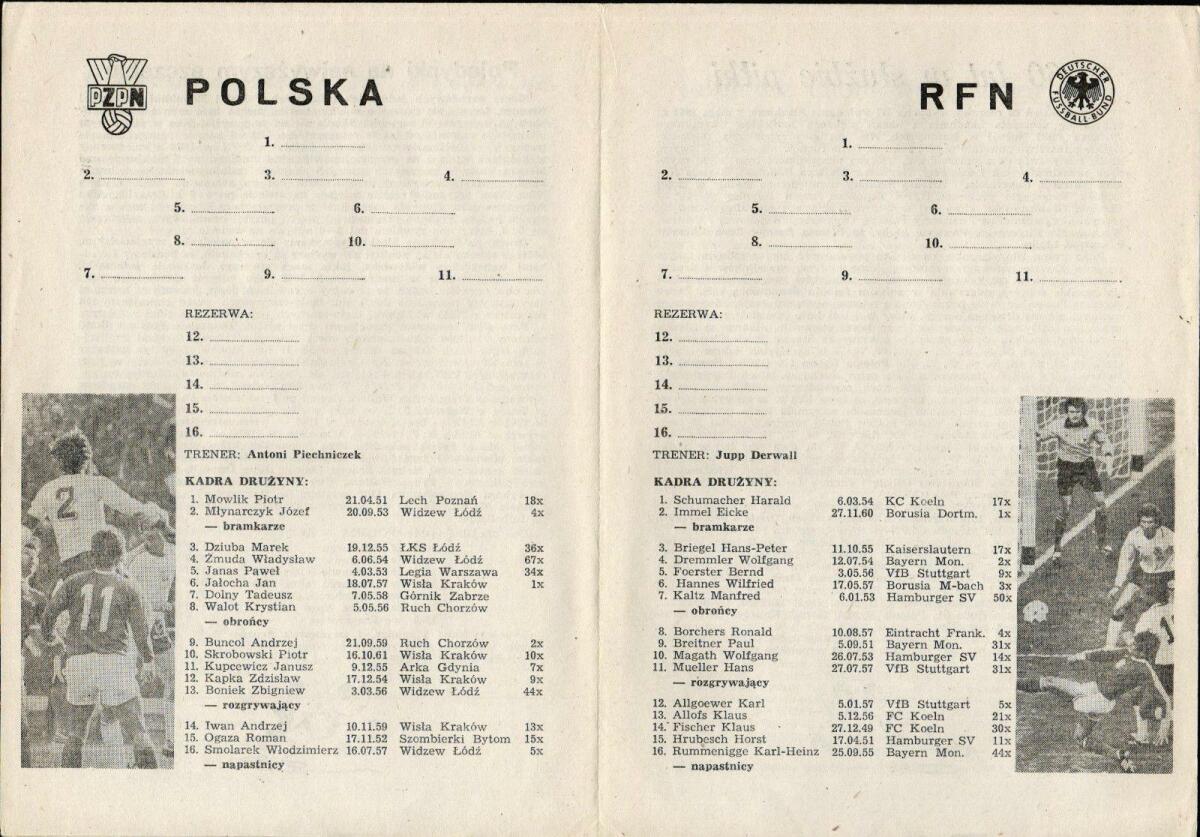 PZPN
POLSKA
1.
2. 3. 4.
5. 6.
8. 10.
7. 9. 11.
REZERWA:
12.
13.
14.
15.
16.
TRENER: Antoni Piechniczek
KADRA DRUŻYNY:
1. Mowlik Piotr 21.04.51 Lech Poznań 18x
2. Młynarczyk Józef 20.09.53 Widzew Łódź 4x
— bramkarze
3. Dziuba Marek 19.12.55 ŁKS Łódź 36x
4. Żmuda Władysław 6.06.54 Widzew Łódź 67x
5. Janas Paweł 4.03.53 Legia Warszawa 34x
6. Jałocha Jan 18.07.57 Wisła Kraków 1x
7. Dolny Tadeusz 7.05.58 Górnik Zabrze
8. Walot Krystian 5.05.56 Ruch Chorzów
— obrońcy
9. Buncol Andrzej 21.09.59 Ruch Chorzów 2x
10. Skrobowski Piotr 16.10.61 Wisła Kraków 10x
11. Kupcewicz Janusz 9.12.55 Arka Gdynia 7x
12. Kapka Zdzisław 17.12.54 Wisła Kraków 9x
13. Boniek Zbigniew 3.03.56 Widzew Łódź 44x
— rozgrywający
14. Iwan Andrzej 10.11.59 Wisła Kraków 13x
15. Ogaza Roman 17.11.52 Szombierki Bytom 15x
16. Smolarek Włodzimierz 16.07.57 Widzew Łódź 5x
— napastnicy
2
11
RFN
DEUTSCHER FUSSBALL-BUND
1.
2. 3. 4.
5. 6.
8. 10.
7. 9. 11.
REZERWA:
12.
13.
14.
15.
16.
TRENER: Jupp Derwall
KADRA DRUŻYNY:
1. Schumacher Harald 6.03.54 KC Koeln 17x
2. Immel Eicke 27.11.60 Borusia Dortm. 1x
— bramkarze
3. Briegel Hans-Peter 11.10.55 Kaiserslautern 17x
4. Dremmler Wolfgang 12.07.54 Bayern Mon. 2x
5. Foerster Bernd 3.05.56 VfB Stuttgart 9x
6. Hannes Wilfried 17.05.57 Borusia M-bach 3x
7. Kaltz Manfred 6.01.53 Hamburger SV 50x
— obrońcy
8. Borchers Ronald 10.08.57 Eintracht Frank. 4x
9. Breitner Paul 5.09.51 Bayern Mon. 31x
10. Magath Wolfgang 26.07.53 Hamburger SV 14x
11. Mueller Hans 27.07.57 VfB Stuttgart 31x
— rozgrywający
12. Allgoewer Karl 5.01.57 VfB Stuttgart 5x
13. Allofs Klaus 5.12.56 FC Koeln 21x
14. Fischer Klaus 27.12.49 FC Koeln 30x
15. Hrubesch Horst 17.04.51 Hamburger SV 11x
16. Rummenigge Karl-Heinz 25.09.55 Bayern Mon. 44x
— napastnicy